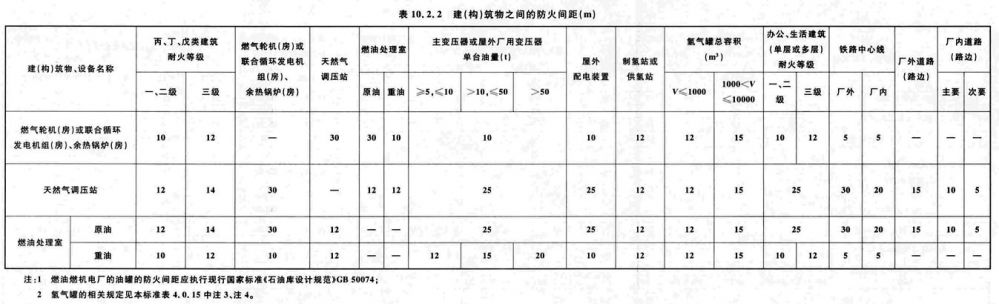 表 10.2.2 建(构)筑物之间的防火间距(m)
建(构)筑物、设备名称 丙、丁、戊类建筑耐火等级 燃气轮机(房)或联合循环发电机组(房)、余热锅炉(房) 天然气调压站 燃油处理室 主变压器或屋外厂用变压器单台油量(t) 屋外配电装置 制氢站或供氢站 氢气罐总容积(m³) 办公、生活建筑(单层或多层)耐火等级 铁路中心线 厂外道路(路边) 厂内道路(路边)
一、二级 三级 原油 重油 ≥5,≤10 >10,≤50 >50 V≤1000 1000<V≤10000 一、二级 三级 厂外 厂内 主要 次要
燃气轮机(房)或联合循环发电机组(房)、余热锅炉(房) 10 12 — 30 30 10 10 10 12 12 15 10 12 5 5 — — —
天然气调压站 12 14 30 — 12 12 25 25 12 12 15 25 30 20 15 10 5
燃油处理室 原油 12 14 30 12 — — 25 25 12 12 15 25 30 20 15 10 5
重油 10 12 10 12 — — 12 15 20 10 12 12 15 10 12 5 5 — — —
注:1 燃油燃机电厂的油罐的防火间距应执行现行国家标准《石油库设计规范》GB 50074;
2 氢气罐的相关规定见本标准表 4.0.15 中注 3、注 4。